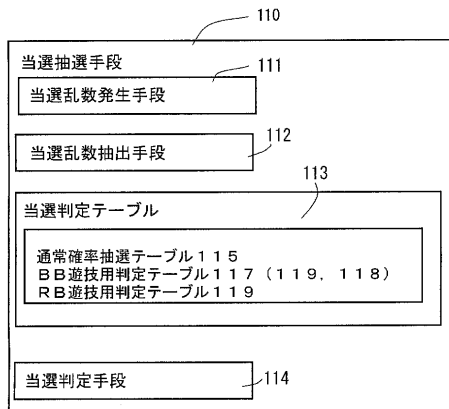 110
当選抽選手段
111
当選乱数発生手段
当選乱数抽出手段
112
113
当選判定テーブル
通常確率抽選テーブル１１５
ＢＢ遊技用判定テーブル１１７（１１９，１１８）
ＲＢ遊技用判定テーブル１１９
当選判定手段
114